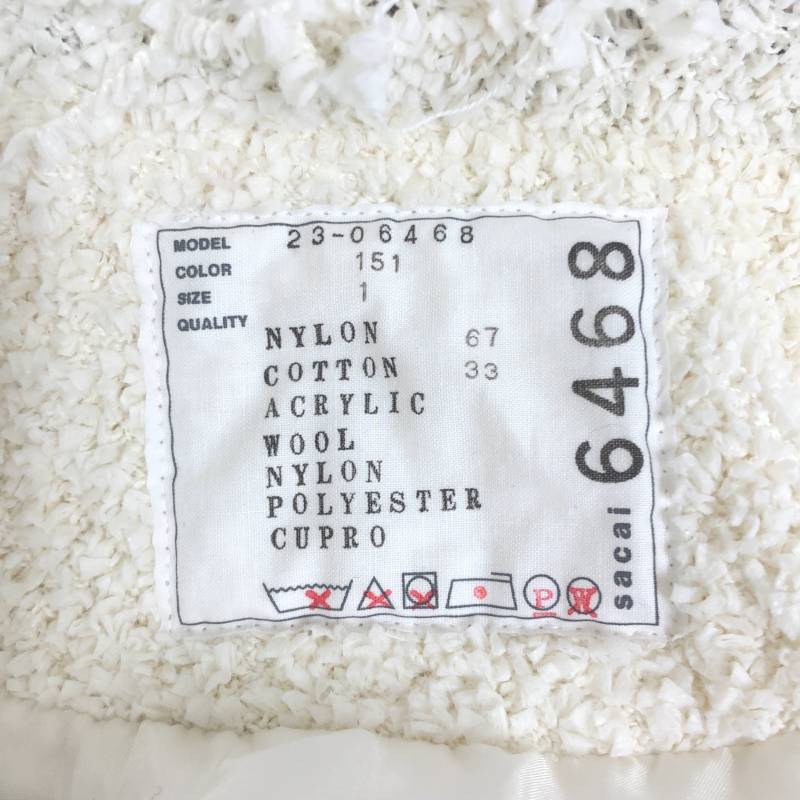 MODEL 23-06468
COLOR 151
SIZE 1
QUALITY
NYLON 67
COTTON 33
ACRYLIC
WOOL
NYLON
POLYESTER
CUPRO
P W
sacai 6468